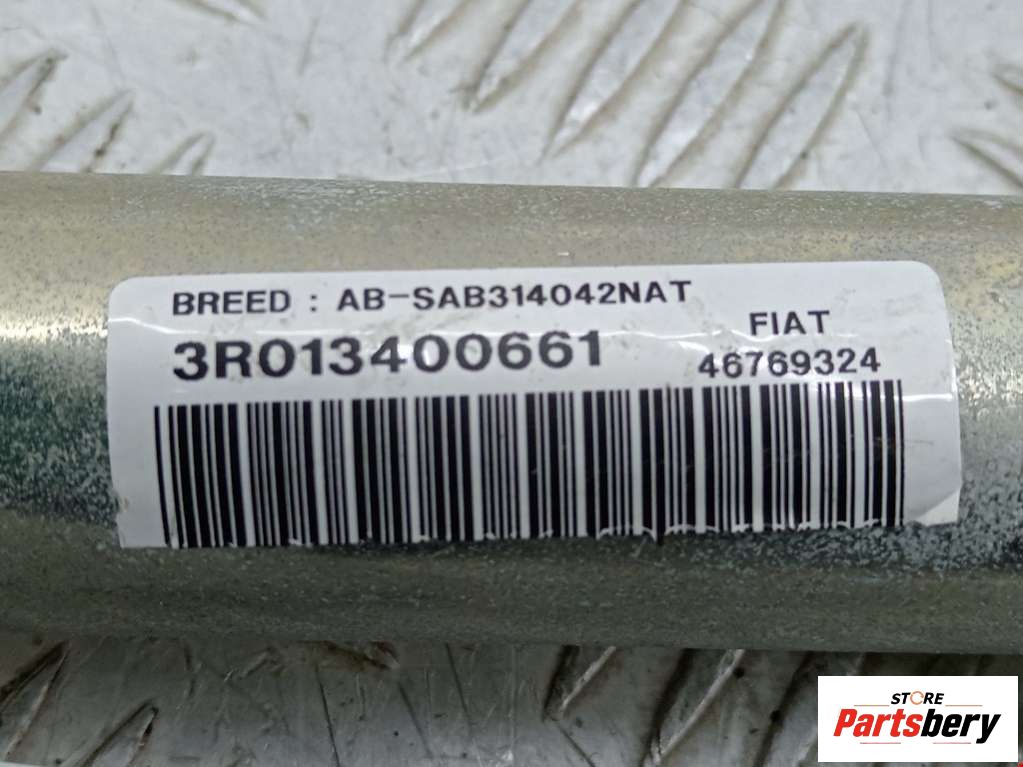 BREED : AB-SAB314042NAT
3R013400661
FIAT
46769324
STORE
Partsbery